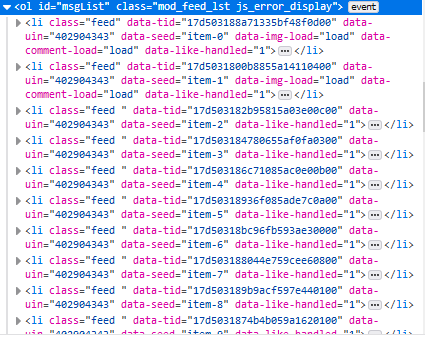 <ol id="msgList" class="mod_feed_lst js_error_display"> event
<li class="feed" data-tid="17d503188a71335bf48f0d00" data-
uin="402904343" data-seed="item-0" data-img-load="load" data-
comment-load="load" data-like-handled="1"> ••• </li>
<li class="feed" data-tid="17d5031800b8855a14110400" data-
uin="402904343" data-seed="item-1" data-img-load="load" data-
comment-load="load" data-like-handled="1"> ••• </li>
<li class="feed " data-tid="17d503182b95815a03e00c00" data-
uin="402904343" data-seed="item-2" data-like-handled="1"> ••• </li>
<li class="feed " data-tid="17d503184780655af0fa0300" data-
uin="402904343" data-seed="item-3" data-like-handled="1"> ••• </li>
<li class="feed " data-tid="17d503186c71085ac0e00b00" data-
uin="402904343" data-seed="item-4" data-like-handled="1"> ••• </li>
<li class="feed " data-tid="17d50318936f085ade7c0a00" data-
uin="402904343" data-seed="item-5" data-like-handled="1"> ••• </li>
<li class="feed " data-tid="17d50318bc96fb593ae30000" data-
uin="402904343" data-seed="item-6" data-like-handled="1"> ••• </li>
<li class="feed " data-tid="17d503188044e759cee60800" data-
uin="402904343" data-seed="item-7" data-like-handled="1"> ••• </li>
<li class="feed " data-tid="17d503189b9acf597e440100" data-
uin="402904343" data-seed="item-8" data-like-handled="1"> ••• </li>
<li class="feed " data-tid="17d5031874b4b059a1620100" data-
uin="402904343" data-seed="item-9" data-like-handled="1"> </li>